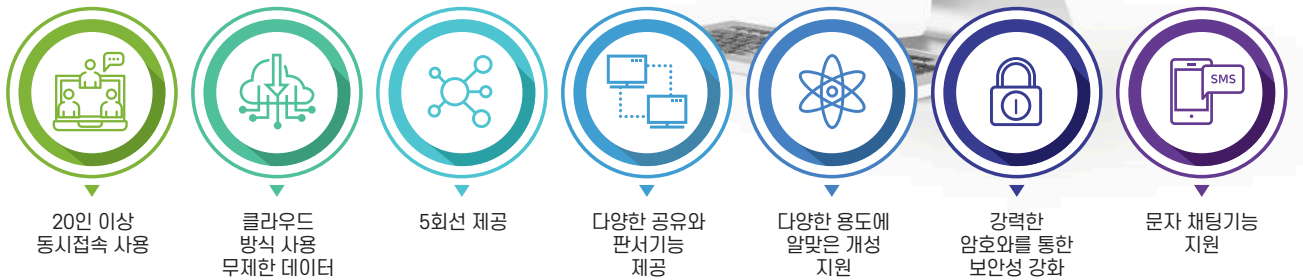 SMS
20인 이상
동시접속 사용
클라우드
방식 사용
무제한 데이터
5회선 제공
다양한 공유와
판서기능
제공
다양한 용도에
알맞은 개성
지원
강력한
암호와를 통한
보안성 강화
문자 채팅기능
지원